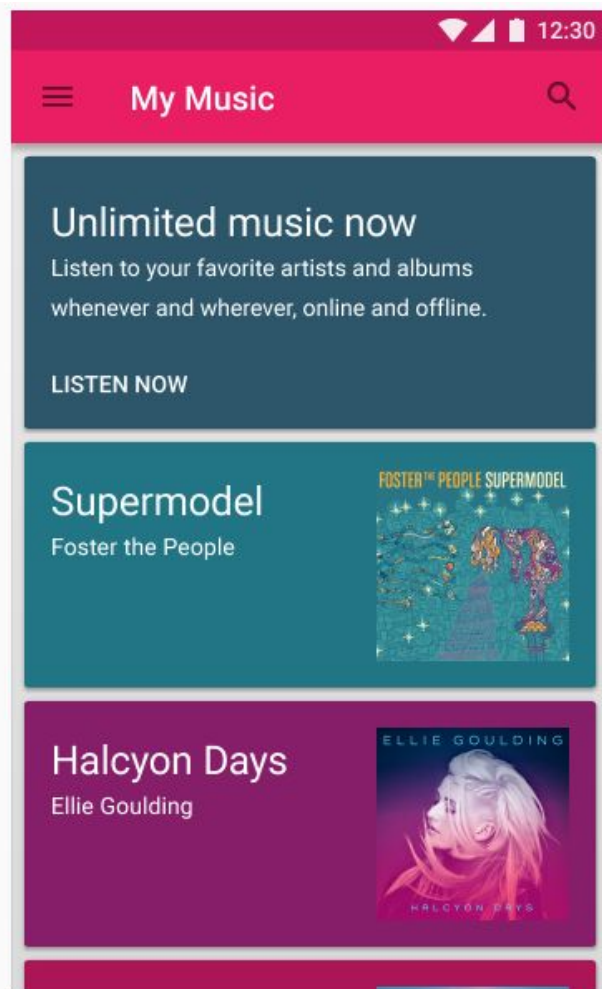 12:30
My Music
Unlimited music now
Listen to your favorite artists and albums
whenever and wherever, online and offline.
LISTEN NOW
Supermodel
Foster the People
FOSTER THE PEOPLE SUPERMODEL
Halcyon Days
Ellie Goulding
ELLIE GOULDING
HALCYON DAYS